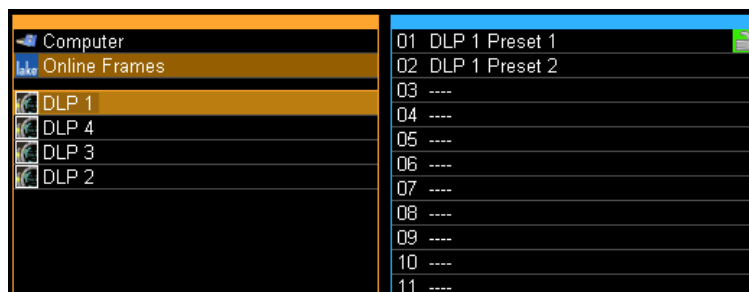 Computer
lake Online Frames
DLP 1
DLP 4
DLP 3
DLP 2
01 DLP 1 Preset 1
02 DLP 1 Preset 2
03 ----
04 ----
05 ----
06 ----
07 ----
08 ----
09 ----
10 ----
11 ----